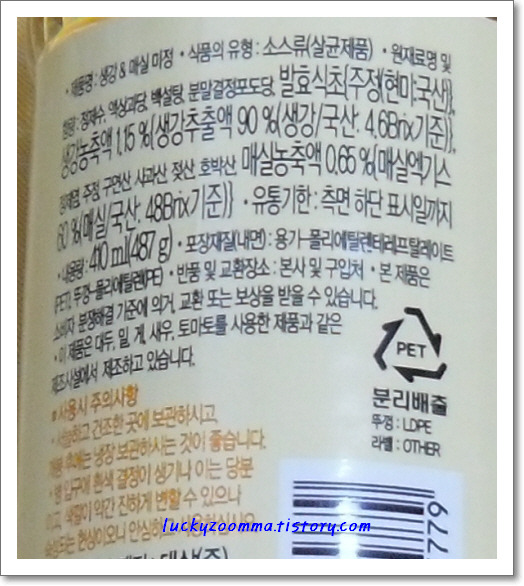 • 제품명 : 생강 & 매실 미정 • 식품의 유형 : 소스류(살균제품) • 원재료명 및
함량 : 정제수, 액상과당, 백설탕, 분말결정포도당, 발효식초{주정(현미:국산)},
생강농축액 1.15 %{생강추출액 90 %(생강/국산: 4.6Brix기준)},
정제염, 주정, 구연산, 사과산, 젖산, 호박산, 매실농축액 0.65 %{매실엑기스
60 %(매실/국산: 48Brix기준)} • 유통기한 : 측면 하단 표시일까지
• 내용량 : 410 ml(487 g) • 포장재질(내면) : 용기-폴리에틸렌테레프탈레이트
(PET), 뚜껑-폴리에틸렌(PE) • 반품 및 교환장소 : 본사 및 구입처 • 본 제품은
소비자 분쟁해결 기준에 의거, 교환 또는 보상을 받을 수 있습니다.
• 이 제품은 대두, 밀, 게, 새우, 토마토를 사용한 제품과 같은
제조시설에서 제조하고 있습니다.
PET
분리배출
뚜껑 : LDPE
라벨 : OTHER
■ 사용시 주의사항
• 서늘하고 건조한 곳에 보관하시고,
후에는 냉장 보관하시는 것이 좋습니다.
• 병 입구에 흰색 결정이 생기나 이는 당분
이고, 색깔이 약간 진하게 변할 수 있으나
현상이오니 안심하고
779
luckyzoomma.tistory.com